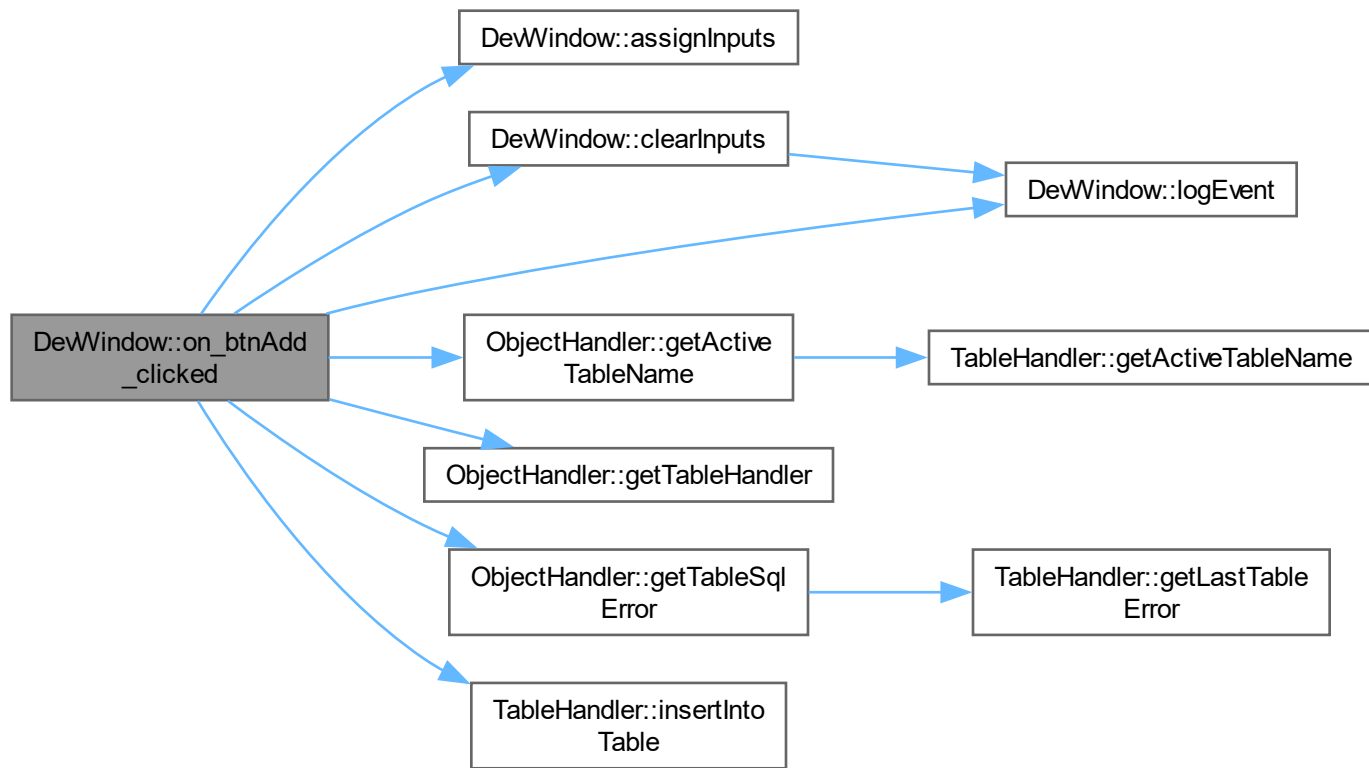 DevWindow::assignInputs
DevWindow::clearInputs
DevWindow::logEvent
DevWindow::on_btnAdd
_clicked
ObjectHandler::getActive
TableName
TableHandler::getActiveTableName
ObjectHandler::getTableHandler
ObjectHandler::getTableSql
Error
TableHandler::getLastTable
Error
TableHandler::insertInto
Table